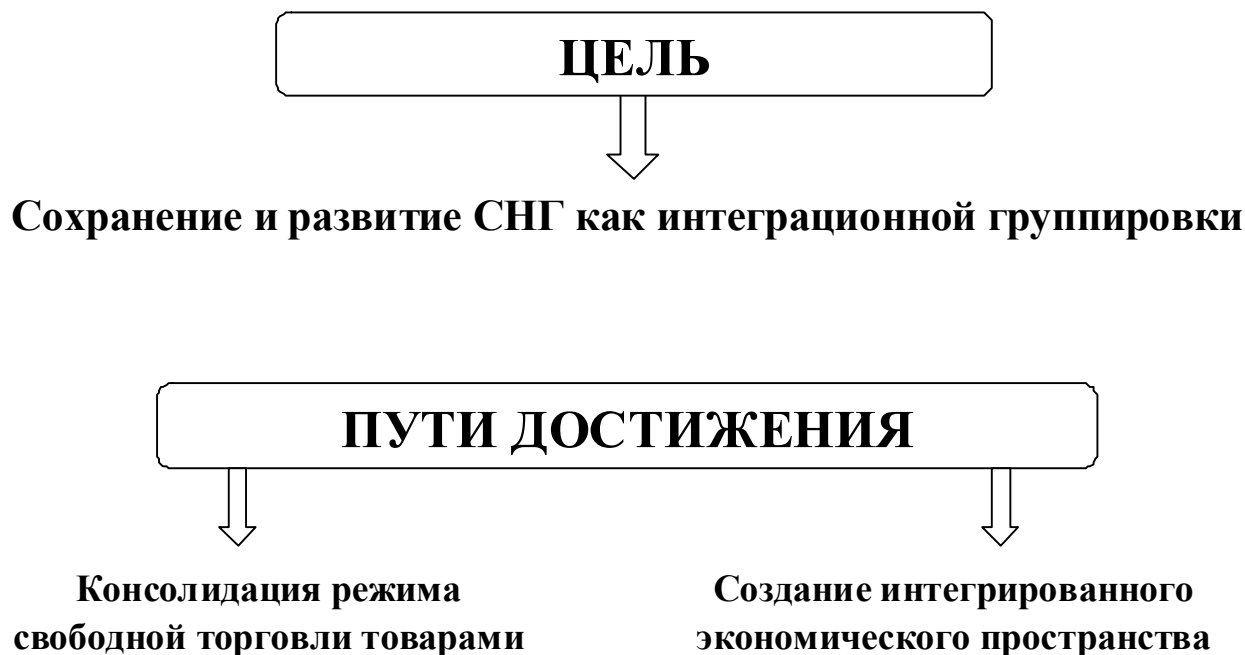 ЦЕЛЬ
Сохранение и развитие СНГ как интеграционной группировки
ПУТИ ДОСТИЖЕНИЯ
Консолидация режима
свободной торговли товарами
Создание интегрированного
экономического пространства